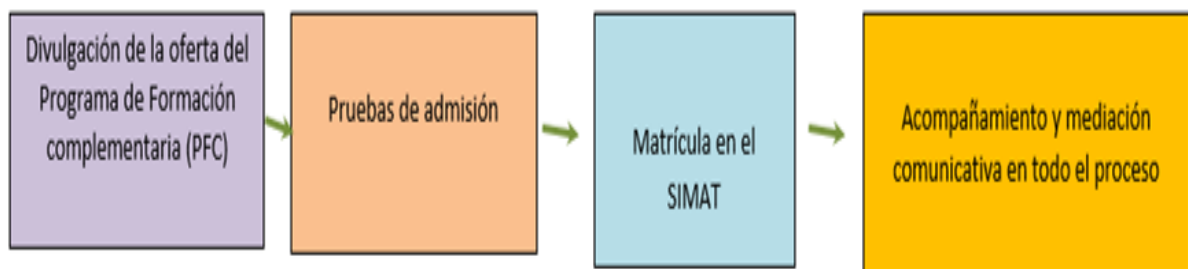 Divulgación de la oferta del
Programa de Formación
complementaria (PFC)
Pruebas de admisión
Matrícula en el
SIMAT
Acompañamiento y mediación
comunicativa en todo el proceso